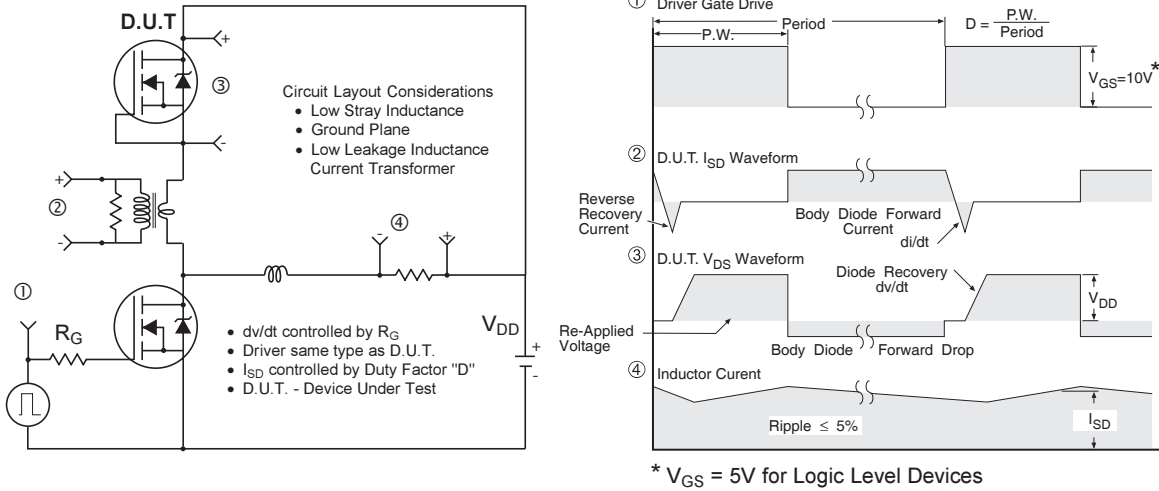 D.U.T
+
③
-
Circuit Layout Considerations
• Low Stray Inductance
• Ground Plane
• Low Leakage Inductance
Current Transformer
+
②
-
④
-
+
①
R_G
V_DD
+
-
• dv/dt controlled by R_G
• Driver same type as D.U.T.
• I_SD controlled by Duty Factor "D"
• D.U.T. - Device Under Test
① Driver Gate Drive
P.W.
Period
D = P.W.
Period
V_GS=10V*
② D.U.T. I_SD Waveform
Reverse
Recovery
Current
Body Diode Forward
Current
di/dt
③ D.U.T. V_DS Waveform
Diode Recovery
dv/dt
V_DD
Re-Applied
Voltage
Body Diode Forward Drop
④ Inductor Curent
Ripple ≤ 5%
I_SD
* V_GS = 5V for Logic Level Devices